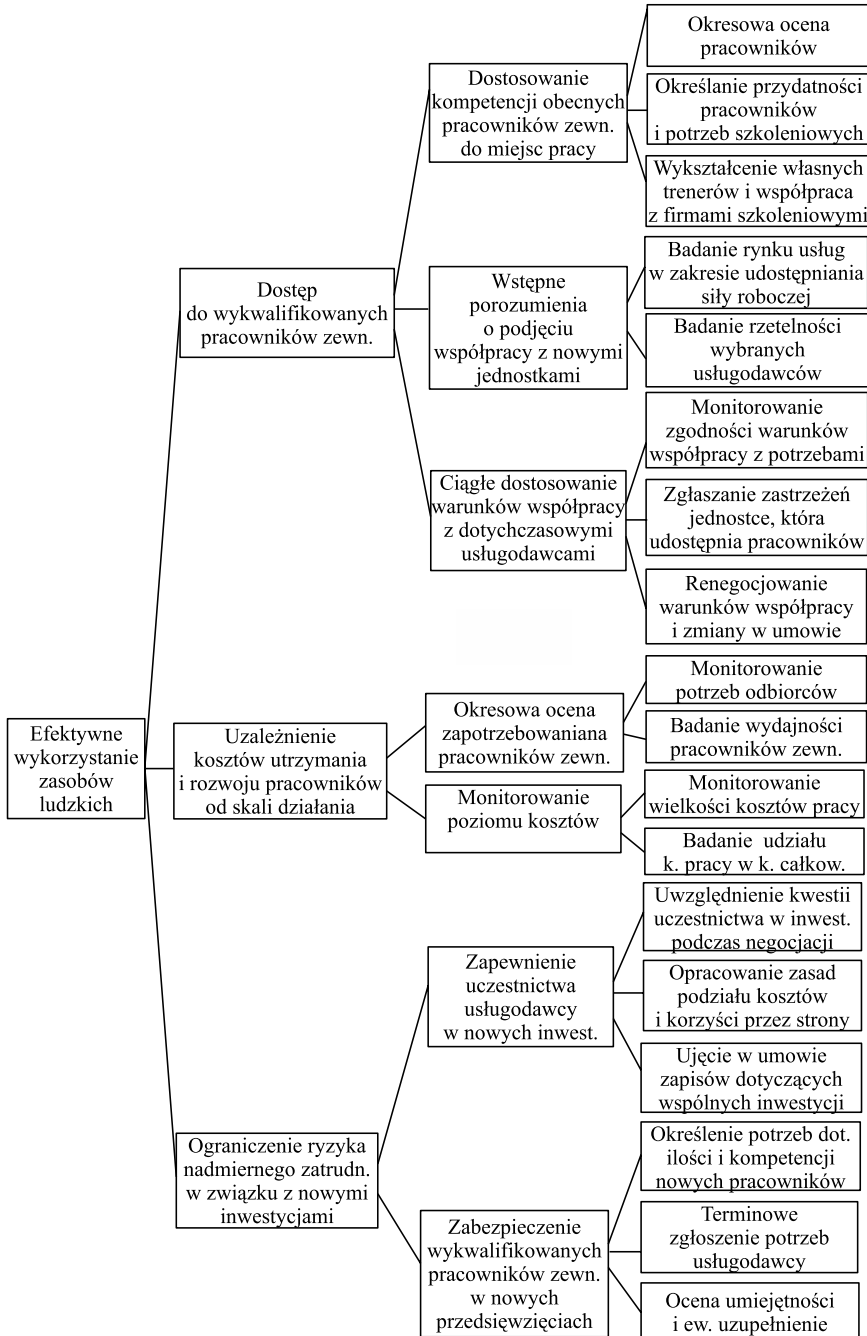 Efektywne
wykorzystanie
zasobów
ludzkich
Dostęp
do wykwalifikowanych
pracowników zewn.
Dostosowanie
kompetencji obecnych
pracowników zewn.
do miejsc pracy
Okresowa ocena
pracowników
Określanie przydatności
pracowników
i potrzeb szkoleniowych
Wykształcenie własnych
trenerów i współpraca
z firmami szkoleniowymi
Wstępne
porozumienia
o podjęciu
współpracy z nowymi
jednostkami
Badanie rynku usług
w zakresie udostępniania
siły roboczej
Badanie rzetelności
wybranych
usługodawców
Ciągłe dostosowanie
warunków współpracy
z dotychczasowymi
usługodawcami
Monitorowanie
zgodności warunków
współpracy z potrzebami
Zgłaszanie zastrzeżeń
jednostce, która
udostępnia pracowników
Renegocjowanie
warunków współpracy
i zmiany w umowie
Uzależnienie
kosztów utrzymania
i rozwoju pracowników
od skali działania
Okresowa ocena
zapotrzebowaniana
pracowników zewn.
Monitorowanie
potrzeb odbiorców
Badanie wydajności
pracowników zewn.
Monitorowanie
poziomu kosztów
Monitorowanie
wielkości kosztów pracy
Badanie udziału
k. pracy w k. całkow.
Ograniczenie ryzyka
nadmiernego zatrudn.
w związku z nowymi
inwestycjami
Zapewnienie
uczestnictwa
usługodawcy
w nowych inwest.
Uwzględnienie kwestii
uczestnictwa w inwest.
podczas negocjacji
Opracowanie zasad
podziału kosztów
i korzyści przez strony
Ujęcie w umowie
zapisów dotyczących
wspólnych inwestycji
Zabezpieczenie
wykwalifikowanych
pracowników zewn.
w nowych
przedsięwzięciach
Określenie potrzeb dot.
ilości i kompetencji
nowych pracowników
Terminowe
zgłoszenie potrzeb
usługodawcy
Ocena umiejętności
i ew. uzupełnienie